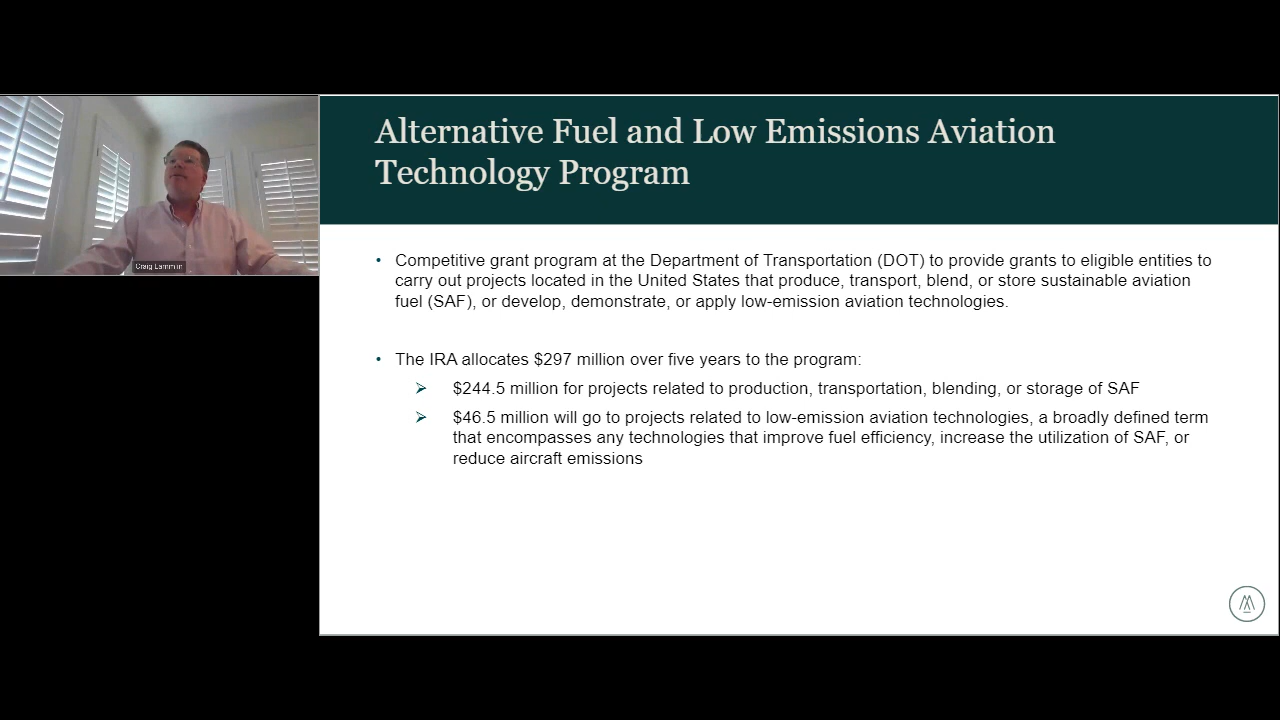 Alternative Fuel and Low Emissions Aviation
Technology Program
Craig Lammin
• Competitive grant program at the Department of Transportation (DOT) to provide grants to eligible entities to
carry out projects located in the United States that produce, transport, blend, or store sustainable aviation
fuel (SAF), or develop, demonstrate, or apply low-emission aviation technologies.
• The IRA allocates $297 million over five years to the program:
➢ $244.5 million for projects related to production, transportation, blending, or storage of SAF
➢ $46.5 million will go to projects related to low-emission aviation technologies, a broadly defined term
that encompasses any technologies that improve fuel efficiency, increase the utilization of SAF, or
reduce aircraft emissions